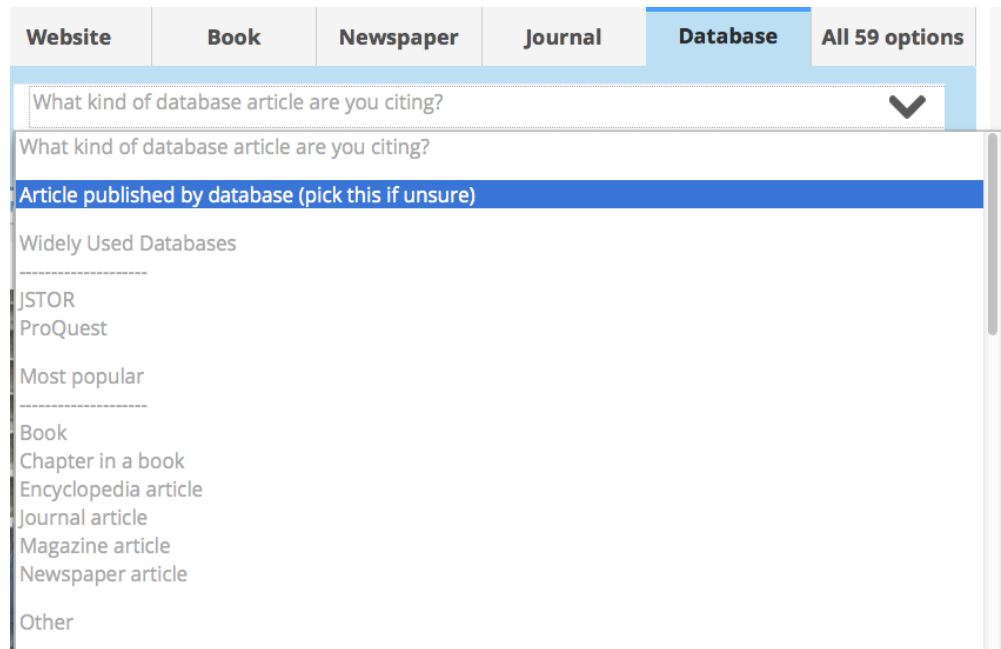 Website Book Newspaper Journal Database All 59 options
What kind of database article are you citing?
What kind of database article are you citing?
Article published by database (pick this if unsure)
Widely Used Databases
--------------------
JSTOR
ProQuest
Most popular
--------------------
Book
Chapter in a book
Encyclopedia article
Journal article
Magazine article
Newspaper article
Other